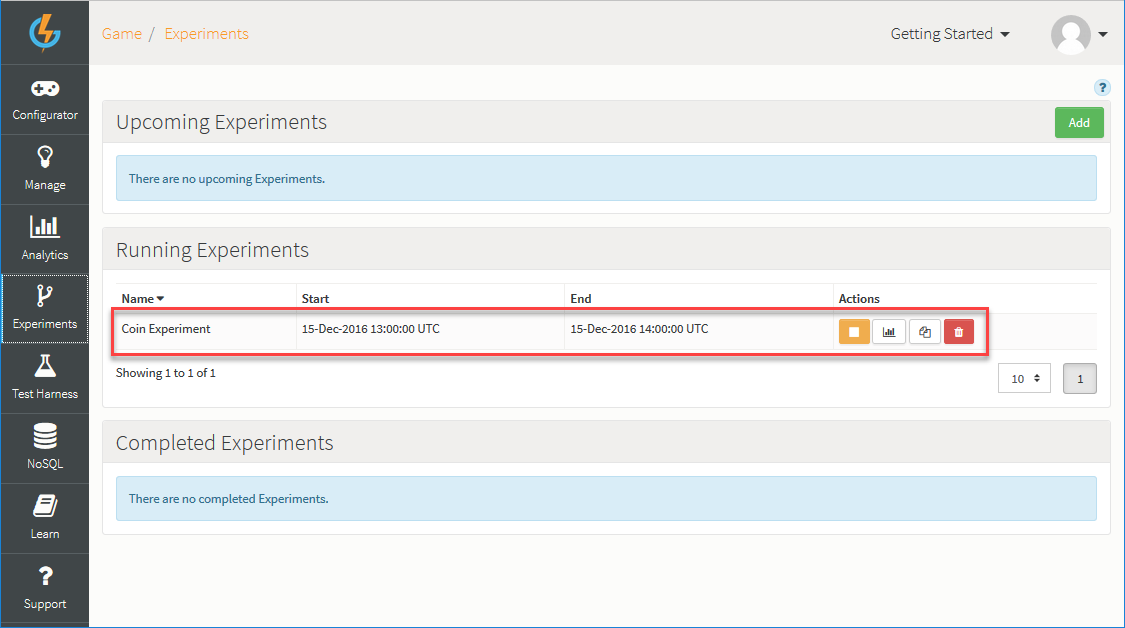 Game / Experiments
Getting Started
Configurator
Manage
Analytics
Experiments
Test Harness
NoSQL
Learn
?
Support
?
Upcoming Experiments
Add
There are no upcoming Experiments.
Running Experiments
Name Start End Actions
Coin Experiment 15-Dec-2016 13:00:00 UTC 15-Dec-2016 14:00:00 UTC
Showing 1 to 1 of 1
10 1
Completed Experiments
There are no completed Experiments.